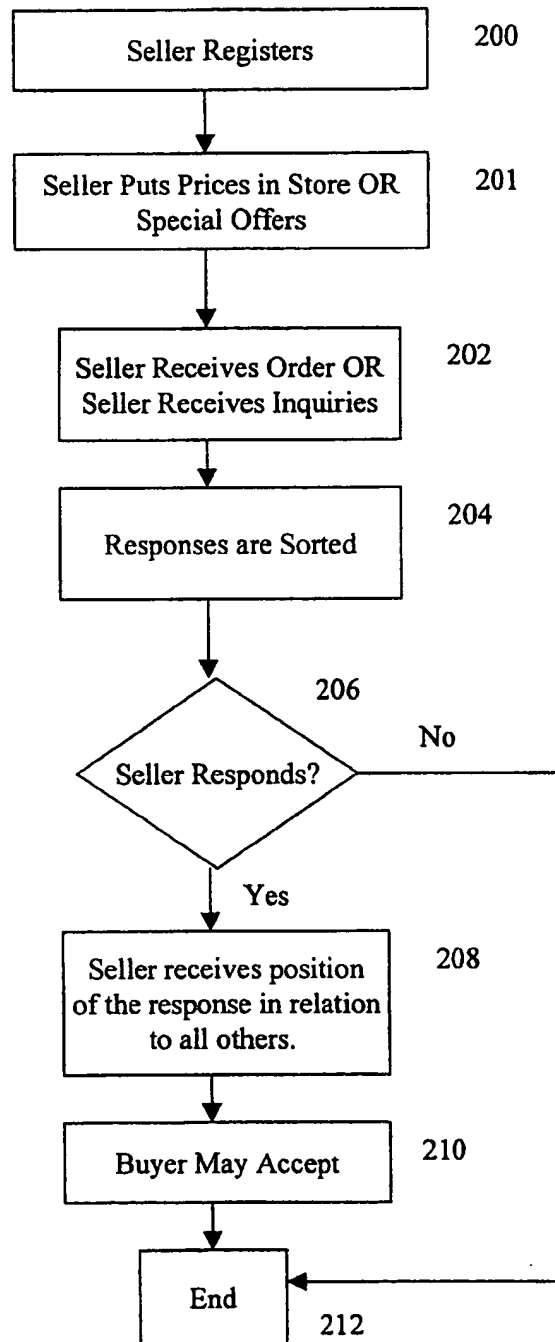 Seller Registers
200
Seller Puts Prices in Store OR
Special Offers
201
Seller Receives Order OR
Seller Receives Inquiries
202
Responses are Sorted
204
206
Seller Responds?
No
Yes
Seller receives position
of the response in relation
to all others.
208
Buyer May Accept
210
End
212